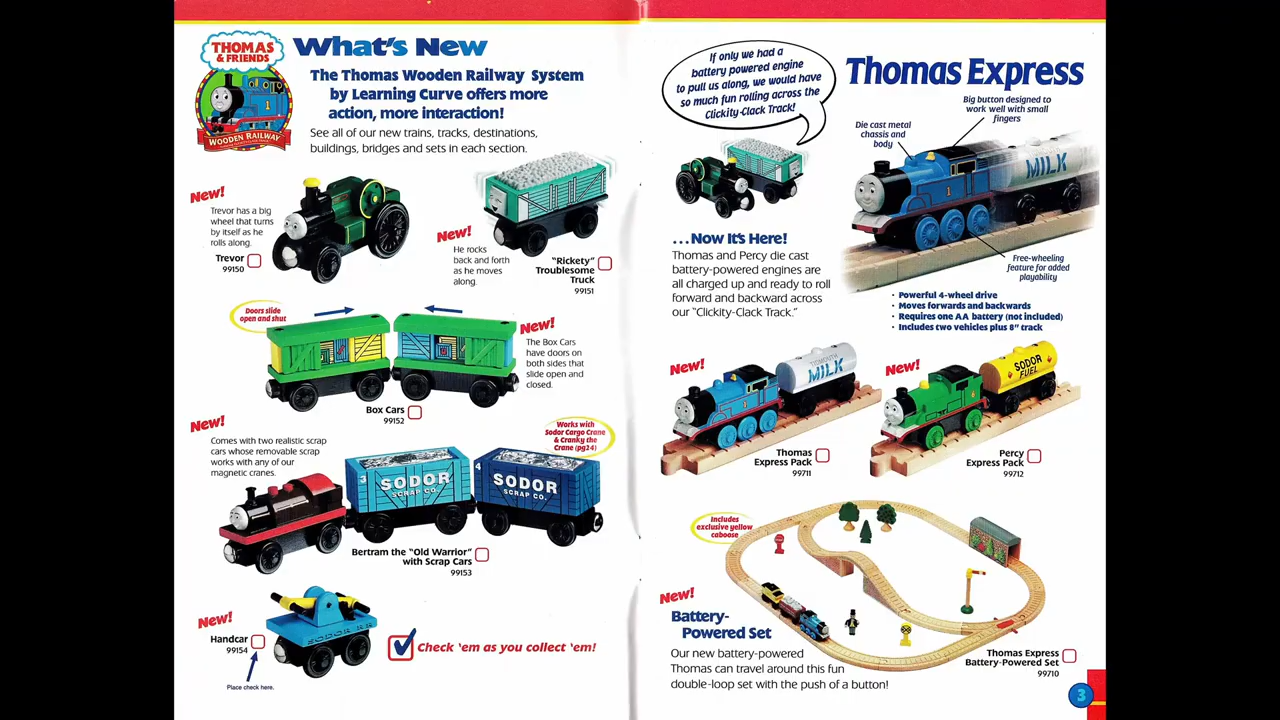 THOMAS
& FRIENDS
WOODEN RAILWAY
What's New
The Thomas Wooden Railway System
by Learning Curve offers more
action, more interaction!
See all of our new trains, tracks, destinations,
buildings, bridges and sets in each section.
New!
Trevor has a big
wheel that turns
by itself as he
rolls along.
Trevor
99150
New!
He rocks
back and forth
as he moves
along.
"Rickety"
Troublesome
Truck
99151
Doors slide
open and shut
New!
The Box Cars
have doors on
both sides that
slide open and
closed.
Box Cars
99152
New!
Comes with two realistic scrap
cars whose removable scrap
works with any of our
magnetic cranes.
Works with
Sodor Cargo Crane
& Cranky the
Crane (pg24)
3
SODOR
SCRAP CO.
4
SODOR
SCRAP CO.
Bertram the "Old Warrior"
with Scrap Cars
99153
New!
Handcar
99154
SODOR RR
Place check here.
Check 'em as you collect 'em!
If only we had a
battery powered engine
to pull us along, we would have
so much fun rolling across the
Clickity-Clack Track!
Thomas Express
Big button designed to
work well with small
fingers
Die cast metal
chassis and
body
1
MILK
Free-wheeling
feature for added
playability
...Now It's Here!
Thomas and Percy die cast
battery-powered engines are
all charged up and ready to roll
forward and backward across
our "Clickity-Clack Track."
· Powerful 4-wheel drive
· Moves forwards and backwards
· Requires one AA battery (not included)
· Includes two vehicles plus 8" track
New!
TIDMOUTH
MILK
Thomas
Express Pack
99711
New!
SODOR
FUEL
Percy
Express Pack
99712
Includes
exclusive yellow
caboose
New!
Battery-
Powered Set
Our new battery-powered
Thomas can travel around this fun
double-loop set with the push of a button!
Thomas Express
Battery-Powered Set
99710
3